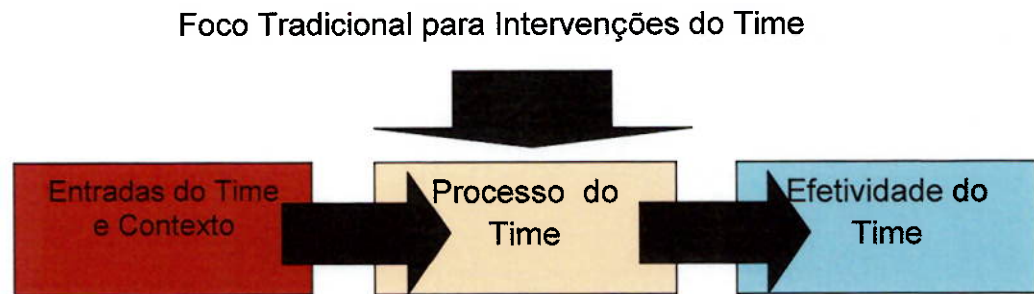 Foco Tradicional para Intervenções do Time
Entradas do Time
e Contexto
Processo do
Time
Efetividade do
Time